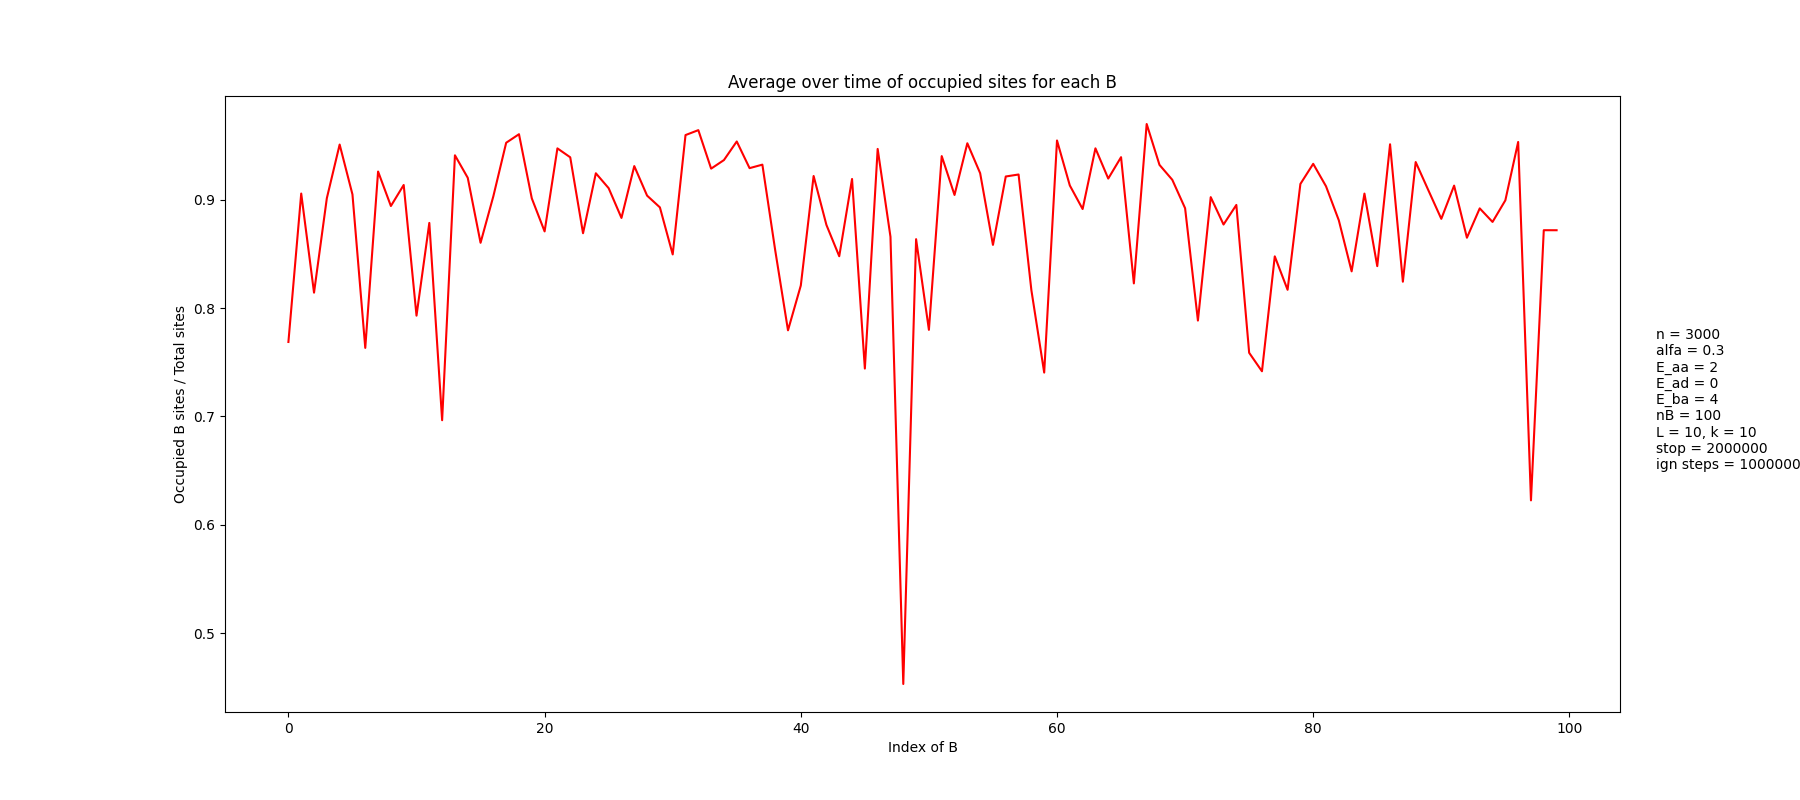 Average over time of occupied sites for each B
Occupied B sites / Total sites
0.9
0.8
0.7
0.6
0.5
0 20 40 60 80 100
Index of B
n = 3000
alfa = 0.3
E_aa = 2
E_ad = 0
E_ba = 4
nB = 100
L = 10, k = 10
stop = 2000000
ign steps = 1000000